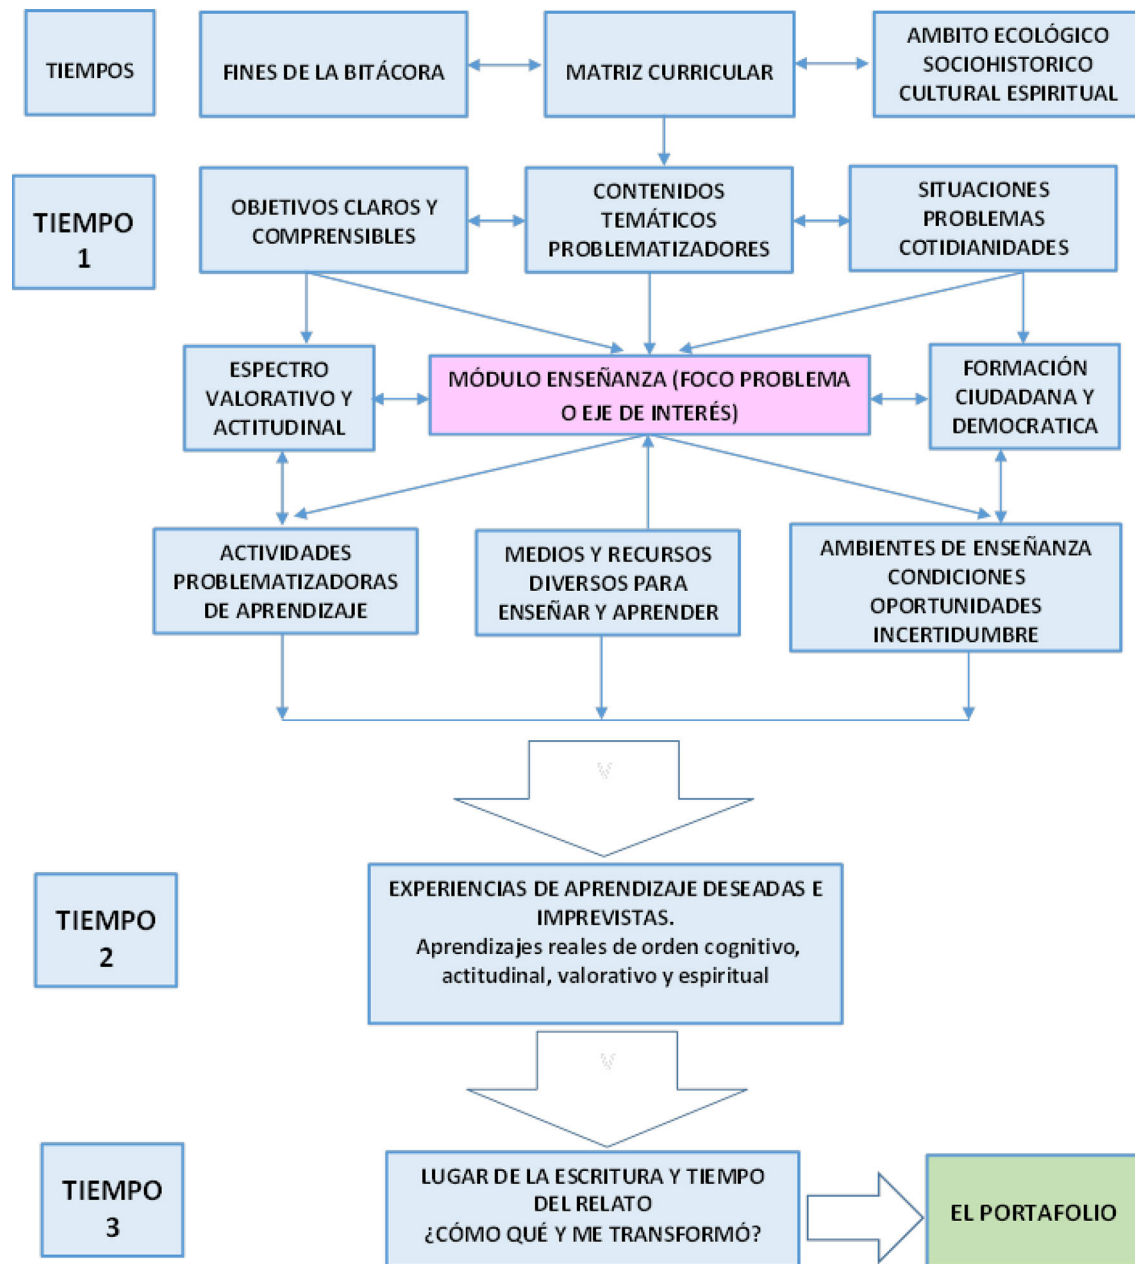 TIEMPOS
FINES DE LA BITÁCORA
MATRIZ CURRICULAR
AMBITO ECOLÓGICO
SOCIOHISTORICO
CULTURAL ESPIRITUAL
TIEMPO
1
OBJETIVOS CLAROS Y
COMPRENSIBLES
CONTENIDOS
TEMÁTICOS
PROBLEMATIZADORES
SITUACIONES
PROBLEMAS
COTIDIANIDADES
ESPECTRO
VALORATIVO Y
ACTITUDINAL
MÓDULO ENSEÑANZA (FOCO PROBLEMA
O EJE DE INTERÉS)
FORMACIÓN
CIUDADANA Y
DEMOCRATICA
ACTIVIDADES
PROBLEMATIZADORAS
DE APRENDIZAJE
MEDIOS Y RECURSOS
DIVERSOS PARA
ENSEÑAR Y APRENDER
AMBIENTES DE ENSEÑANZA
CONDICIONES
OPORTUNIDADES
INCERTIDUMBRE
V
TIEMPO
2
EXPERIENCIAS DE APRENDIZAJE DESEADAS E
IMPREVISTAS.
Aprendizajes reales de orden cognitivo,
actitudinal, valorativo y espiritual
V
TIEMPO
3
LUGAR DE LA ESCRITURA Y TIEMPO
DEL RELATO
¿CÓMO QUÉ Y ME TRANSFORMÓ?
EL PORTAFOLIO